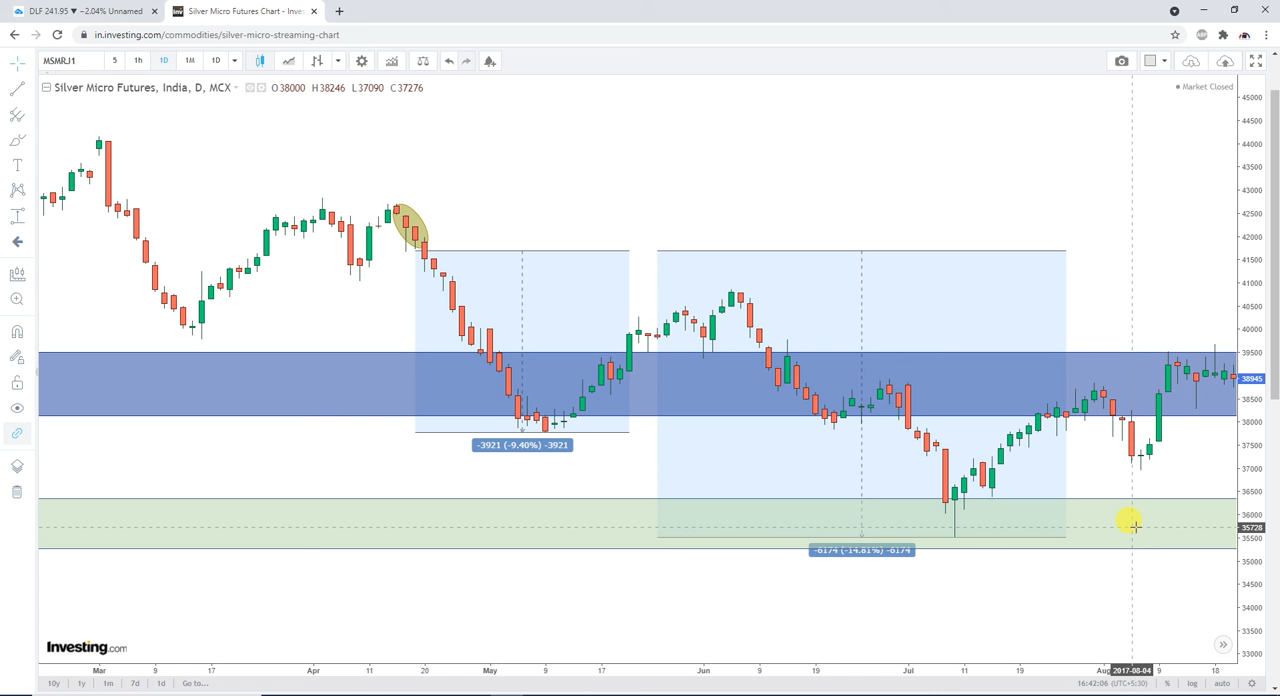 DLF 241.95 ▼ −2.04% Unnamed
Silver Micro Futures Chart - Inves
in.investing.com/commodities/silver-micro-streaming-chart
MSMRJ1 5 1h 1D 1M 1D
Silver Micro Futures, India, D, MCX O38000 H38246 L37090 C37276
Market Closed
45000
44500
44000
43500
43000
42500
42000
41500
41000
40500
40000
39500
38945
38500
38000
37500
37000
36500
36000
35728
35500
35000
34500
34000
33500
33000
-3921 (-9.40%) -3921
-6174 (-14.81%) -6174
Investing.com
Mar 9 17 Apr 11 20 May 9 17 Jun 9 19 Jul 11 19 Aug 2017-08-04 9 18
10y 1y 1m 7d 1d Go to... 16:42:06 (UTC+5:30) % log auto